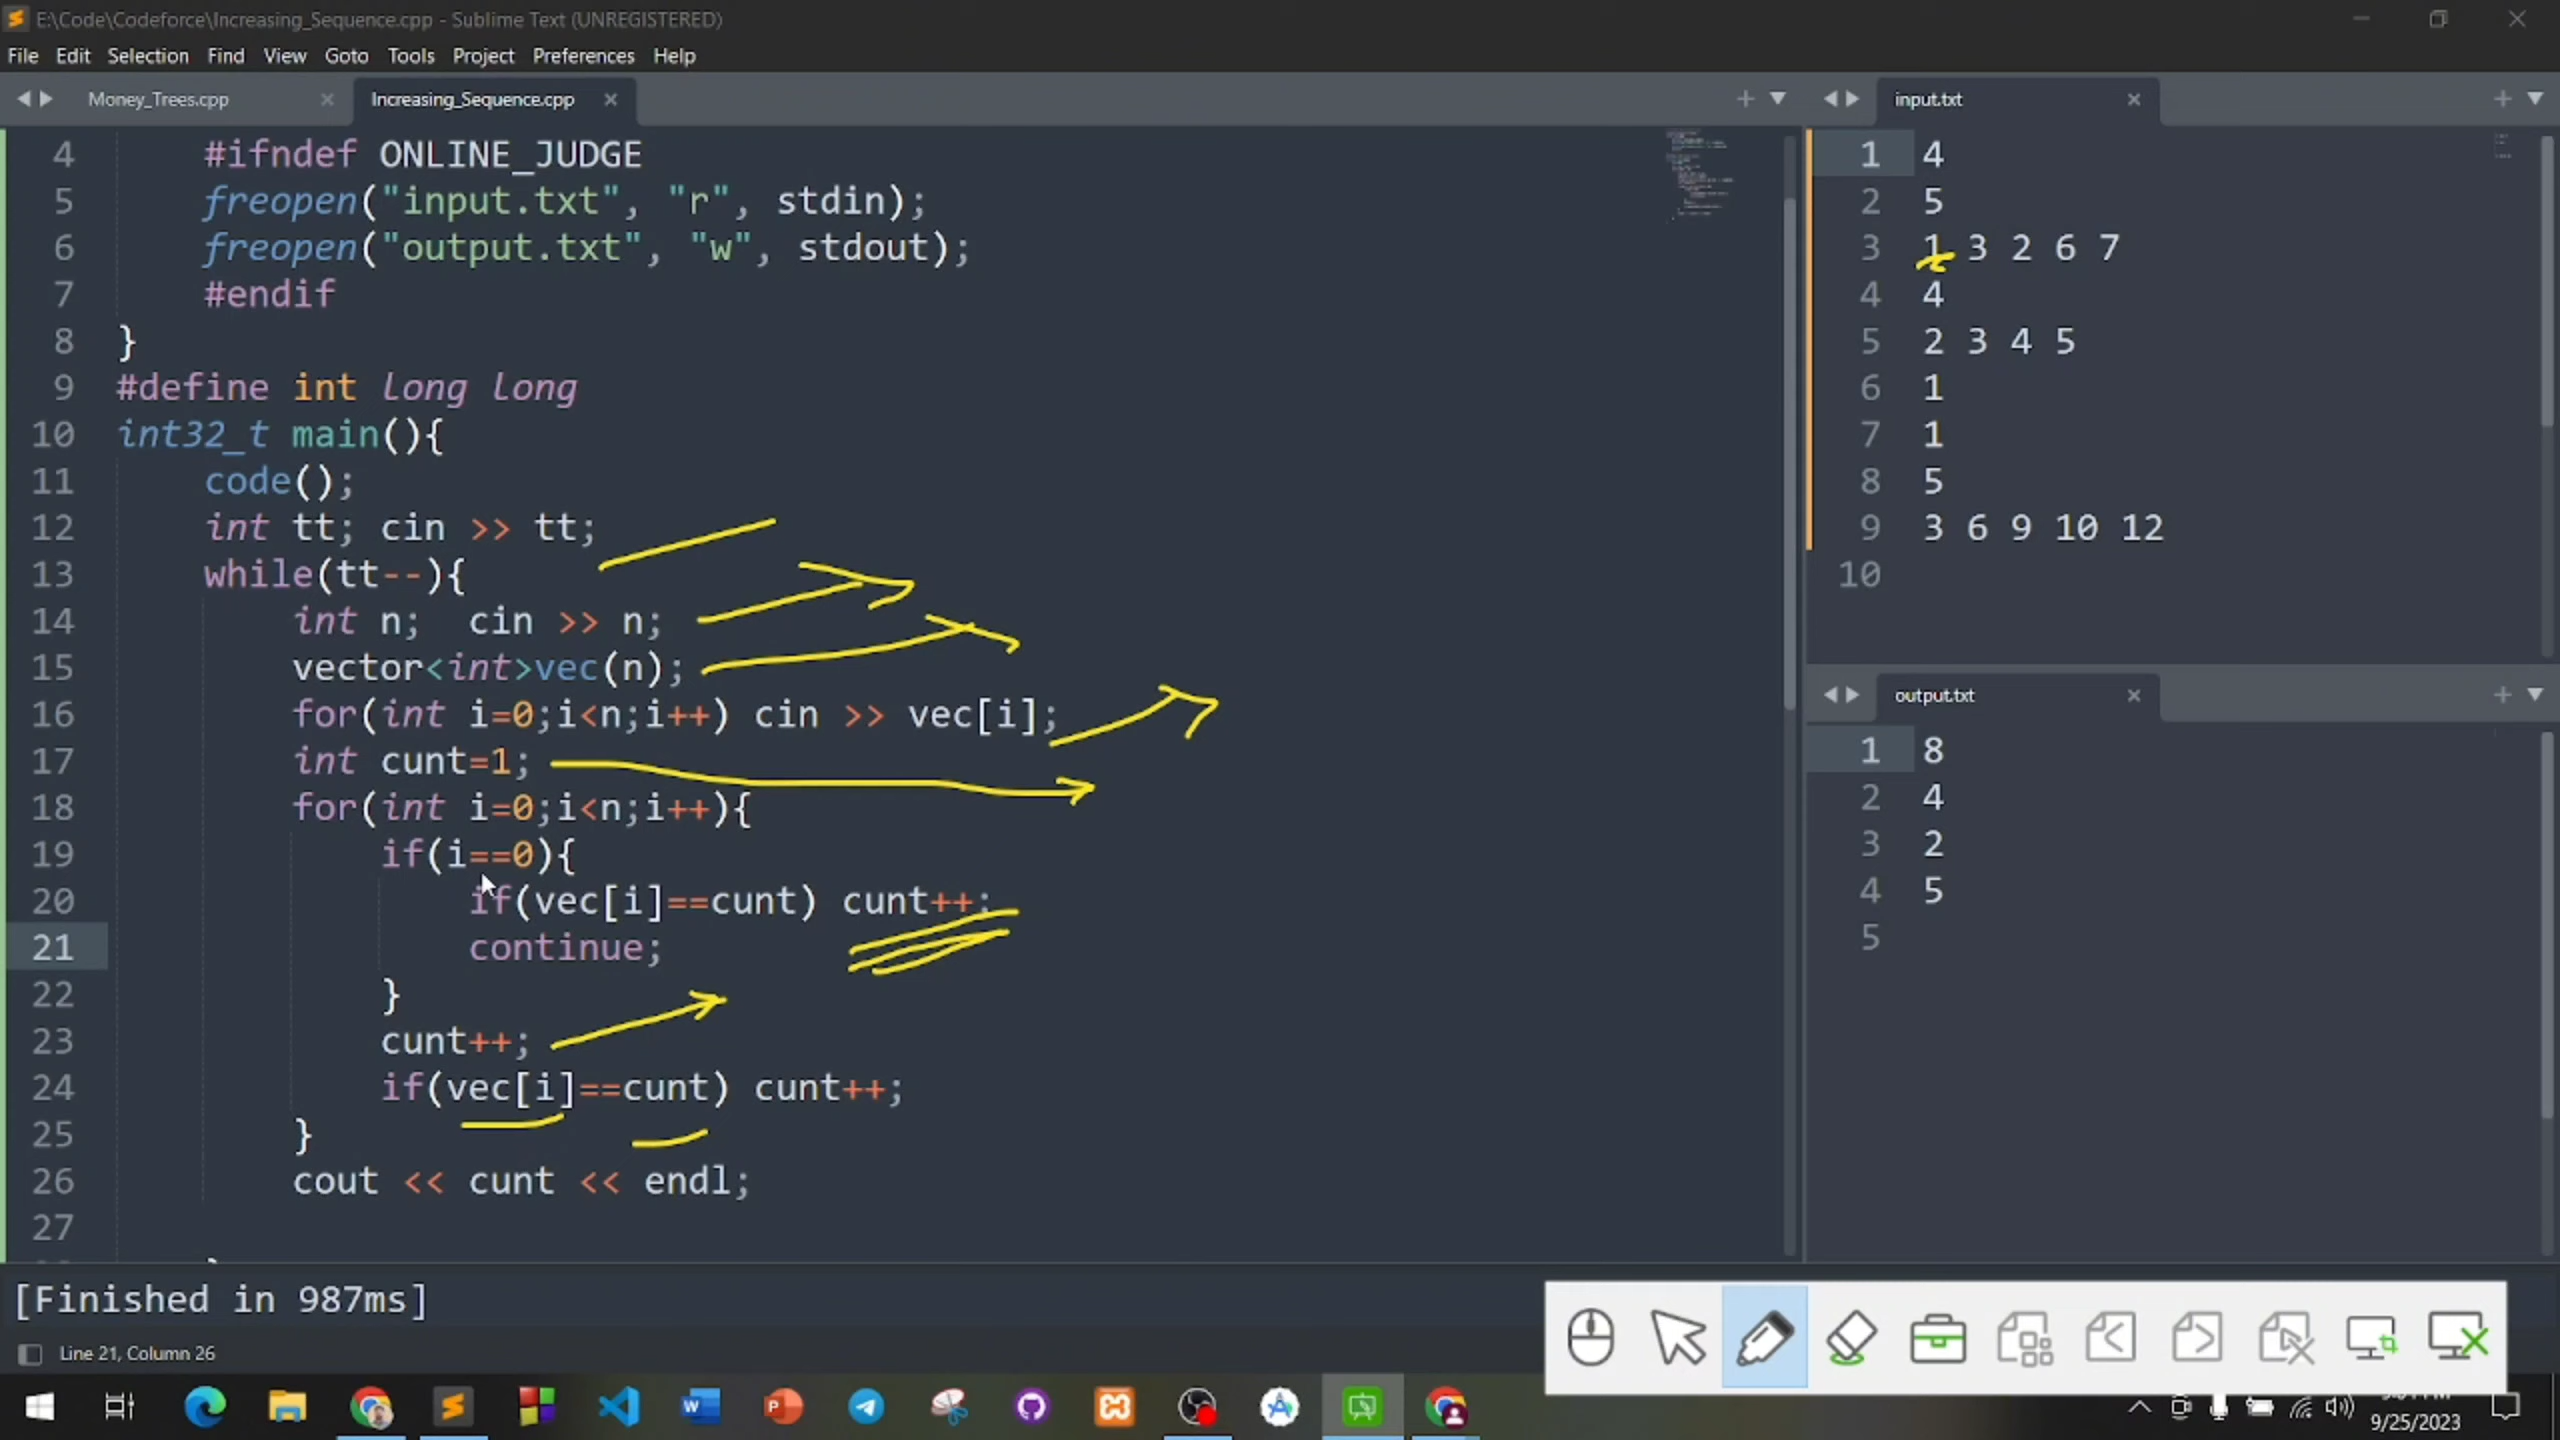 E:\Code\Codeforce\Increasing_Sequence.cpp - Sublime Text (UNREGISTERED)
File Edit Selection Find View Goto Tools Project Preferences Help
Money_Trees.cpp Increasing_Sequence.cpp
4 #ifndef ONLINE_JUDGE
5 freopen("input.txt", "r", stdin);
6 freopen("output.txt", "w", stdout);
7 #endif
8 }
9 #define int long long
10 int32_t main(){
11 code();
12 int tt; cin >> tt;
13 while(tt--){
14 int n; cin >> n;
15 vector<int>vec(n);
16 for(int i=0;i<n;i++) cin >> vec[i];
17 int cunt=1;
18 for(int i=0;i<n;i++){
19 if(i==0){
20 if(vec[i]==cunt) cunt++;
21 continue;
22 }
23 cunt++;
24 if(vec[i]==cunt) cunt++;
25 }
26 cout << cunt << endl;
27
input.txt
1 4
2 5
3 1 3 2 6 7
4 4
5 2 3 4 5
6 1
7 1
8 5
9 3 6 9 10 12
10
output.txt
1 8
2 4
3 2
4 5
5
[Finished in 987ms]
Line 21, Column 26
9/25/2023